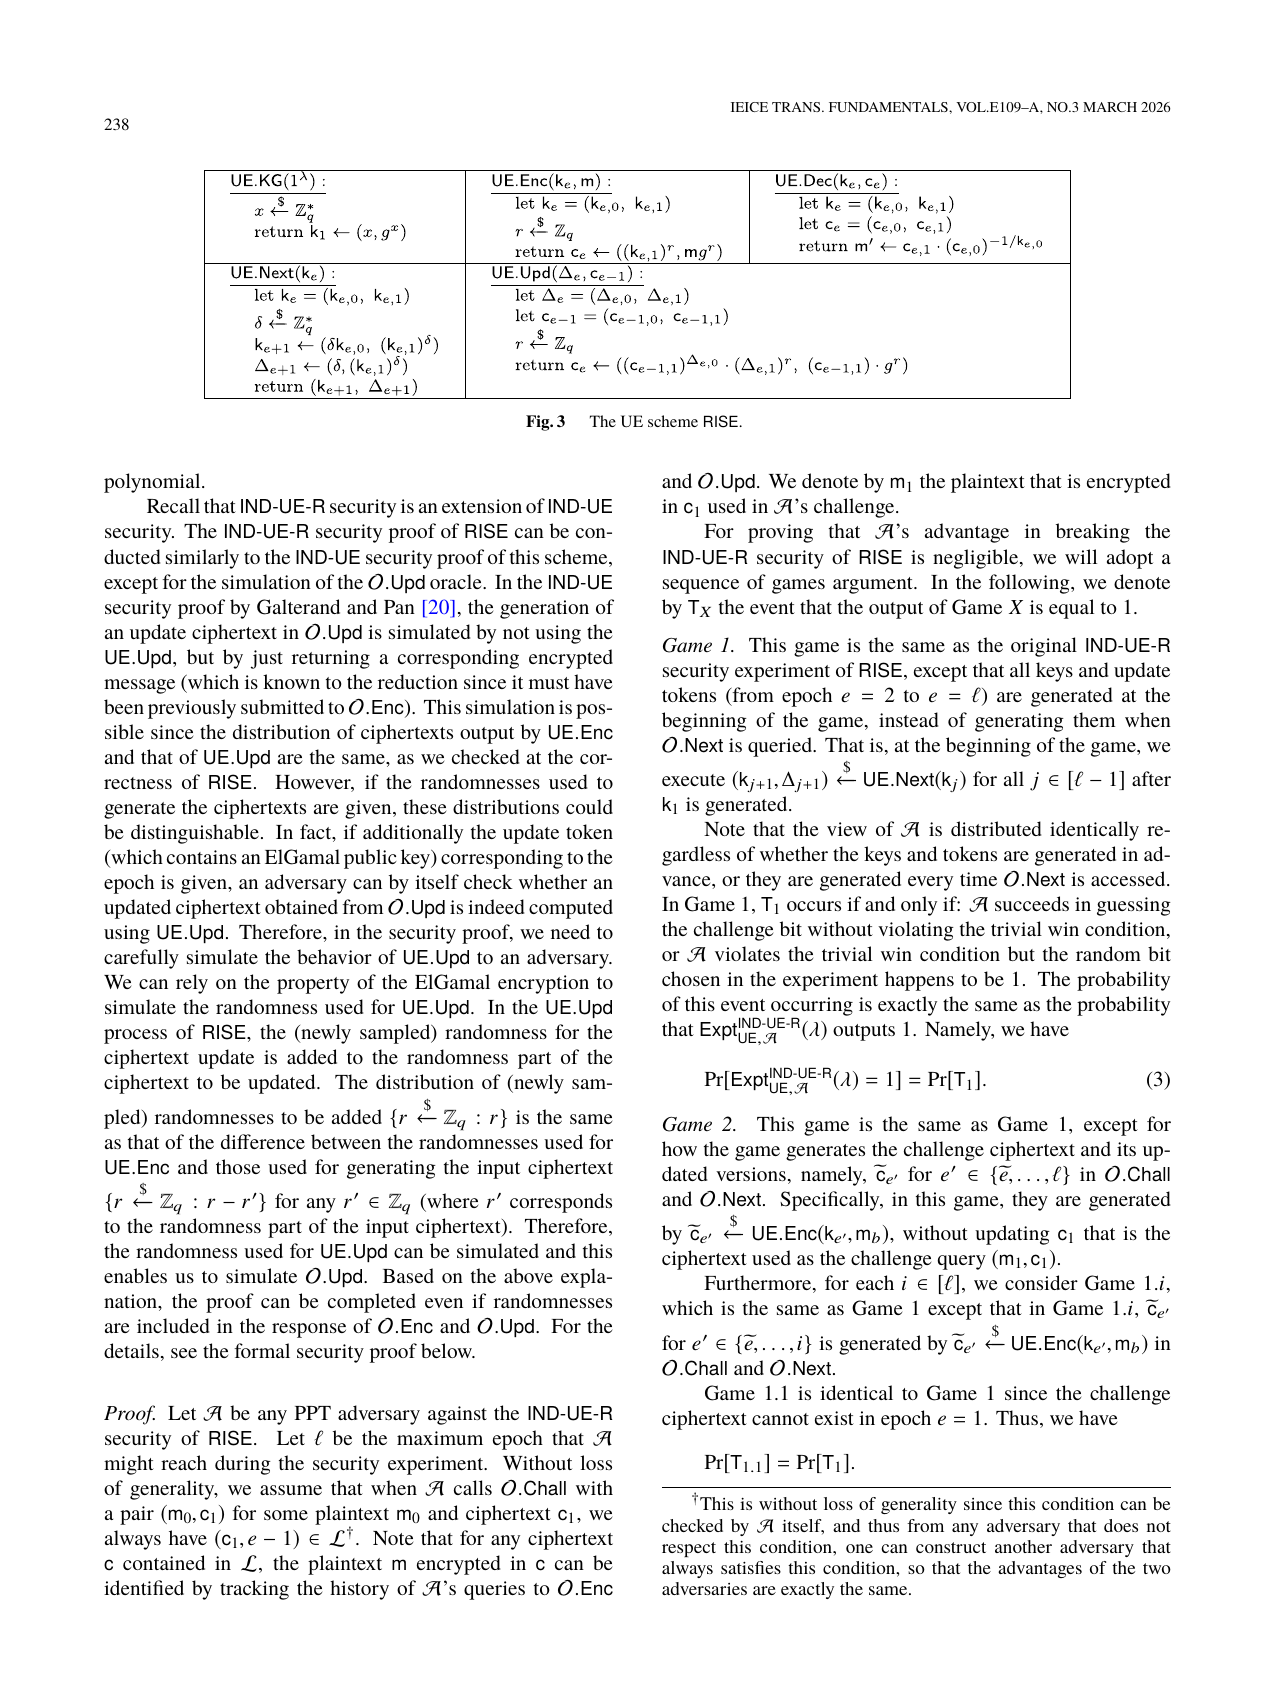 IEICE TRANS. FUNDAMENTALS, VOL.E109–A, NO.3 MARCH 2026
238
UE.KG(1^λ) :
x ←$ ℤ*_q
return k_1 ← (x, g^x)
UE.Enc(k_e, m) :
let k_e = (k_{e,0}, k_{e,1})
r ←$ ℤ_q
return c_e ← ((k_{e,1})^r, mg^r)
UE.Dec(k_e, c_e) :
let k_e = (k_{e,0}, k_{e,1})
let c_e = (c_{e,0}, c_{e,1})
return m′ ← c_{e,1} · (c_{e,0})^{−1/k_{e,0}}
UE.Next(k_e) :
let k_e = (k_{e,0}, k_{e,1})
δ ←$ ℤ*_q
k_{e+1} ← (δk_{e,0}, (k_{e,1})^δ)
Δ_{e+1} ← (δ, (k_{e,1})^δ)
return (k_{e+1}, Δ_{e+1})
UE.Upd(Δ_e, c_{e−1}) :
let Δ_e = (Δ_{e,0}, Δ_{e,1})
let c_{e−1} = (c_{e−1,0}, c_{e−1,1})
r ←$ ℤ_q
return c_e ← ((c_{e−1,1})^{Δ_{e,0}} · (Δ_{e,1})^r, (c_{e−1,1}) · g^r)
Fig. 3 The UE scheme RISE.
polynomial.
Recall that IND-UE-R security is an extension of IND-UE
security. The IND-UE-R security proof of RISE can be con-
ducted similarly to the IND-UE security proof of this scheme,
except for the simulation of the O.Upd oracle. In the IND-UE
security proof by Galterand and Pan [20], the generation of
an update ciphertext in O.Upd is simulated by not using the
UE.Upd, but by just returning a corresponding encrypted
message (which is known to the reduction since it must have
been previously submitted to O.Enc). This simulation is pos-
sible since the distribution of ciphertexts output by UE.Enc
and that of UE.Upd are the same, as we checked at the cor-
rectness of RISE. However, if the randomnesses used to
generate the ciphertexts are given, these distributions could
be distinguishable. In fact, if additionally the update token
(which contains an ElGamal public key) corresponding to the
epoch is given, an adversary can by itself check whether an
updated ciphertext obtained from O.Upd is indeed computed
using UE.Upd. Therefore, in the security proof, we need to
carefully simulate the behavior of UE.Upd to an adversary.
We can rely on the property of the ElGamal encryption to
simulate the randomness used for UE.Upd. In the UE.Upd
process of RISE, the (newly sampled) randomness for the
ciphertext update is added to the randomness part of the
ciphertext to be updated. The distribution of (newly sam-
pled) randomnesses to be added {r ←$ ℤ_q : r} is the same
as that of the difference between the randomnesses used for
UE.Enc and those used for generating the input ciphertext
{r ←$ ℤ_q : r − r′} for any r′ ∈ ℤ_q (where r′ corresponds
to the randomness part of the input ciphertext). Therefore,
the randomness used for UE.Upd can be simulated and this
enables us to simulate O.Upd. Based on the above expla-
nation, the proof can be completed even if randomnesses
are included in the response of O.Enc and O.Upd. For the
details, see the formal security proof below.
Proof. Let A be any PPT adversary against the IND-UE-R
security of RISE. Let ℓ be the maximum epoch that A
might reach during the security experiment. Without loss
of generality, we assume that when A calls O.Chall with
a pair (m_0, c_1) for some plaintext m_0 and ciphertext c_1, we
always have (c_1, e − 1) ∈ L†. Note that for any ciphertext
c contained in L, the plaintext m encrypted in c can be
identified by tracking the history of A's queries to O.Enc
and O.Upd. We denote by m_1 the plaintext that is encrypted
in c_1 used in A's challenge.
For proving that A's advantage in breaking the
IND-UE-R security of RISE is negligible, we will adopt a
sequence of games argument. In the following, we denote
by T_X the event that the output of Game X is equal to 1.
Game 1. This game is the same as the original IND-UE-R
security experiment of RISE, except that all keys and update
tokens (from epoch e = 2 to e = ℓ) are generated at the
beginning of the game, instead of generating them when
O.Next is queried. That is, at the beginning of the game, we
execute (k_{j+1}, Δ_{j+1}) ←$ UE.Next(k_j) for all j ∈ [ℓ − 1] after
k_1 is generated.
Note that the view of A is distributed identically re-
gardless of whether the keys and tokens are generated in ad-
vance, or they are generated every time O.Next is accessed.
In Game 1, T_1 occurs if and only if: A succeeds in guessing
the challenge bit without violating the trivial win condition,
or A violates the trivial win condition but the random bit
chosen in the experiment happens to be 1. The probability
of this event occurring is exactly the same as the probability
that Expt^{IND-UE-R}_{UE,A}(λ) outputs 1. Namely, we have
Pr[Expt^{IND-UE-R}_{UE,A}(λ) = 1] = Pr[T_1]. (3)
Game 2. This game is the same as Game 1, except for
how the game generates the challenge ciphertext and its up-
dated versions, namely, c̃_{e′} for e′ ∈ {ẽ, . . . , ℓ} in O.Chall
and O.Next. Specifically, in this game, they are generated
by c̃_{e′} ←$ UE.Enc(k_{e′}, m_b), without updating c_1 that is the
ciphertext used as the challenge query (m_1, c_1).
Furthermore, for each i ∈ [ℓ], we consider Game 1.i,
which is the same as Game 1 except that in Game 1.i, c̃_{e′}
for e′ ∈ {ẽ, . . . , i} is generated by c̃_{e′} ←$ UE.Enc(k_{e′}, m_b) in
O.Chall and O.Next.
Game 1.1 is identical to Game 1 since the challenge
ciphertext cannot exist in epoch e = 1. Thus, we have
Pr[T_{1.1}] = Pr[T_1].
†This is without loss of generality since this condition can be
checked by A itself, and thus from any adversary that does not
respect this condition, one can construct another adversary that
always satisfies this condition, so that the advantages of the two
adversaries are exactly the same.